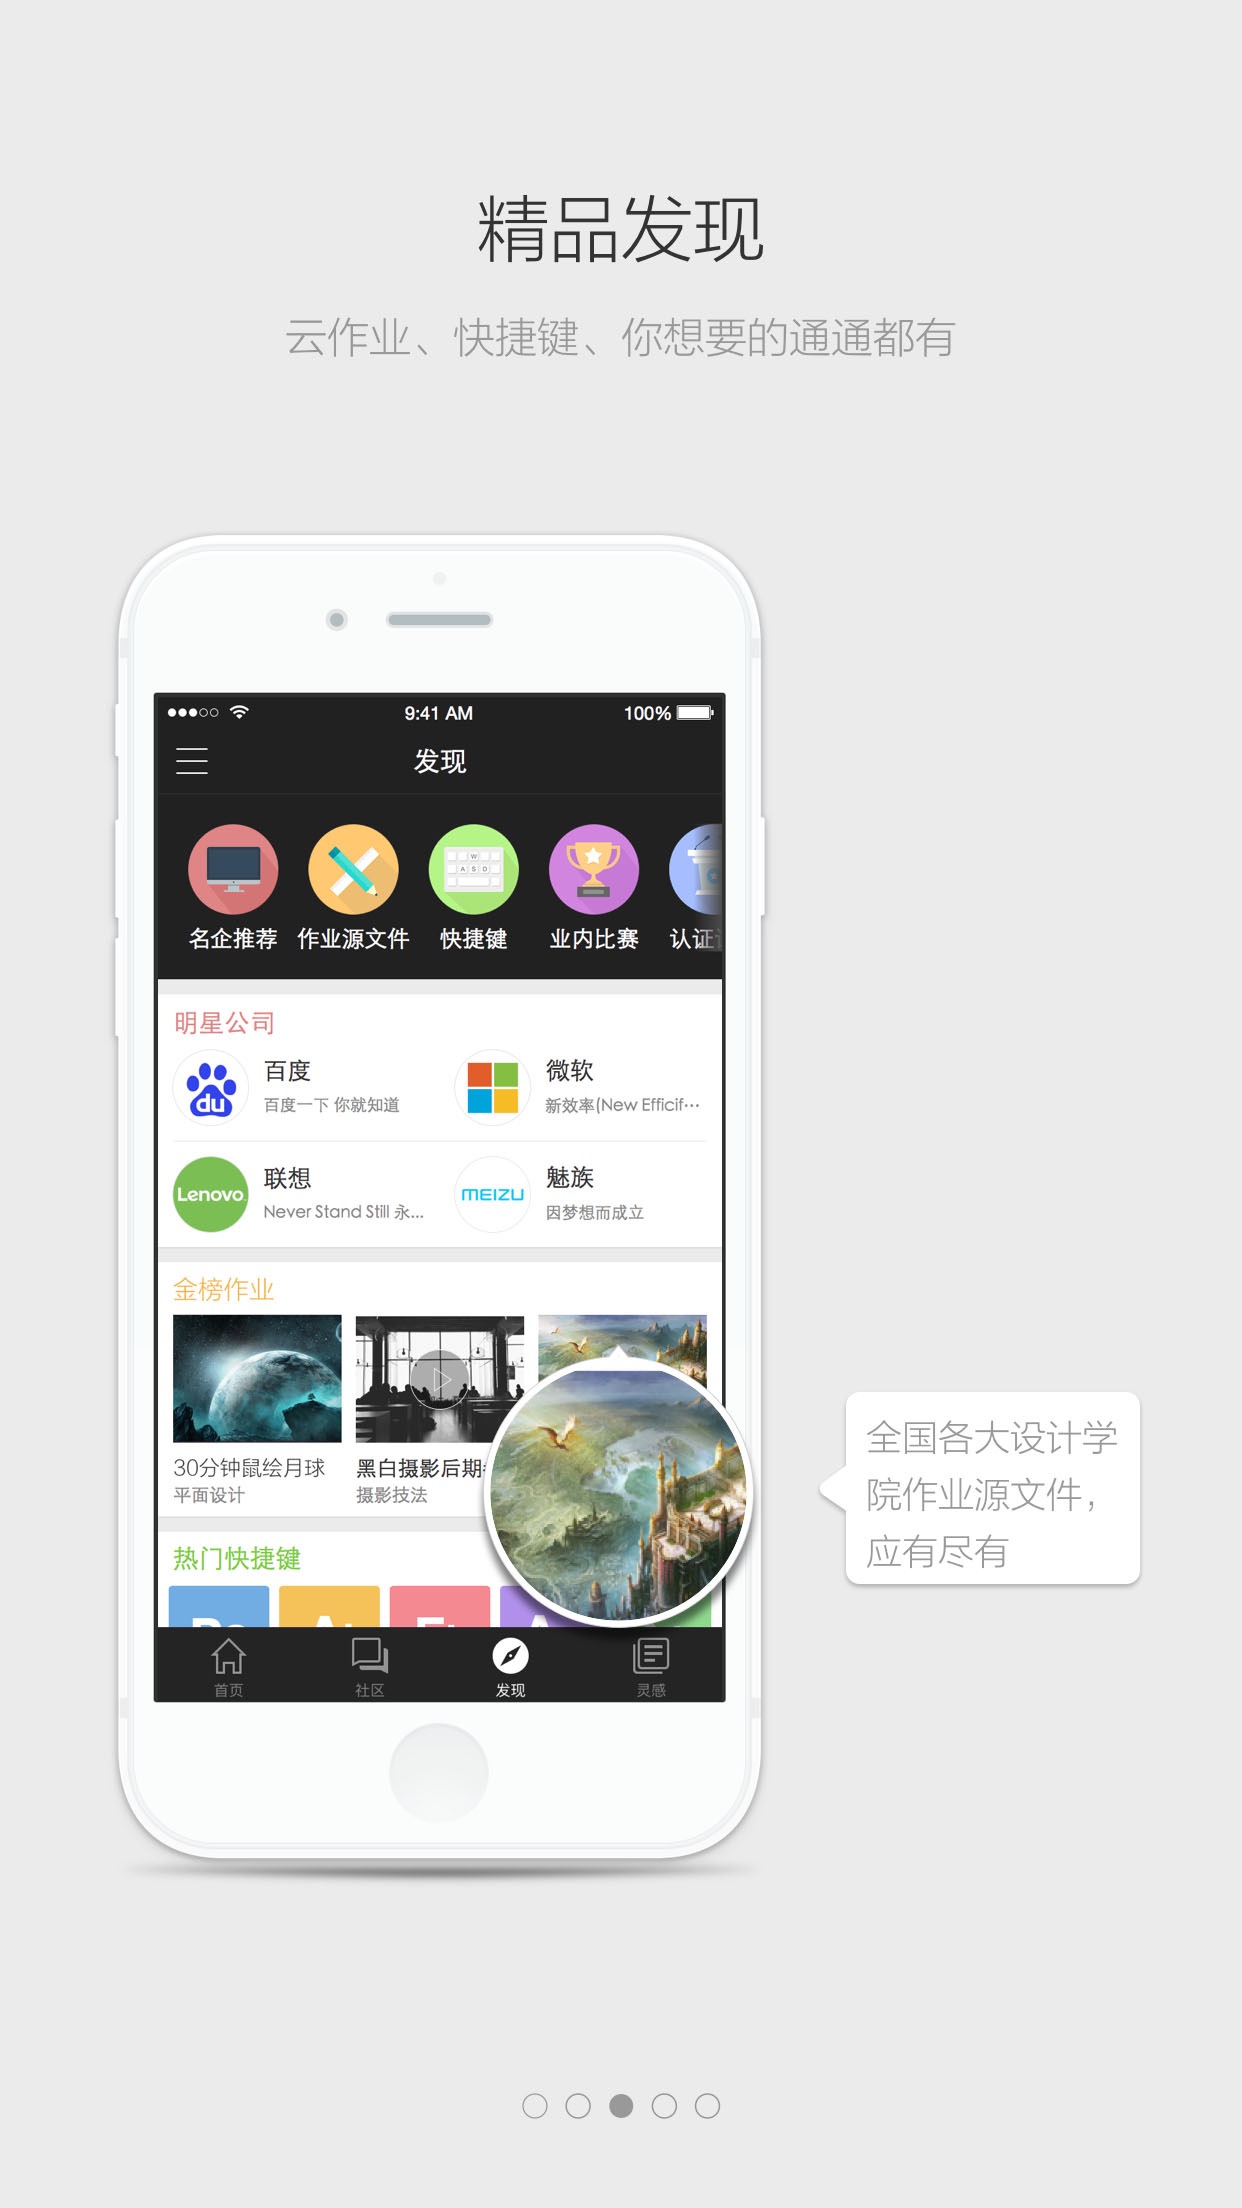 精品发现
云作业、快捷键、你想要的通通都有
9:41 AM
100%
发现
名企推荐 作业源文件 快捷键 业内比赛 认证
W
A S D
明星公司
du
百度
百度一下 你就知道
微软
新效率(New Efficif…
Lenovo
联想
Never Stand Still 永...
MEIZU
魅族
因梦想而成立
金榜作业
30分钟鼠绘月球
平面设计
黑白摄影后期
摄影技法
热门快捷键
首页 社区 发现 灵感
全国各大设计学
院作业源文件，
应有尽有